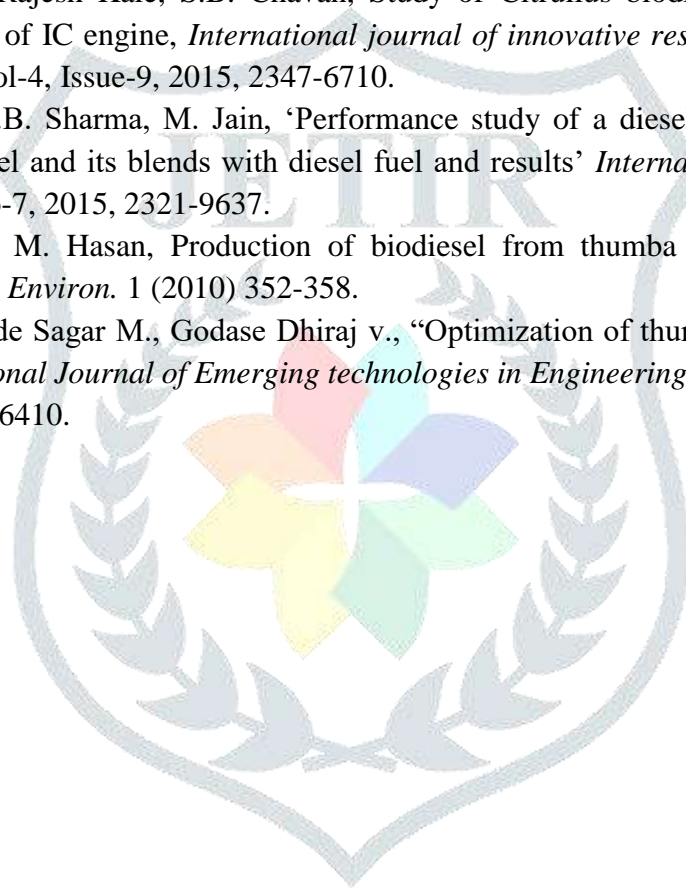 Rajesh Kale, S.B. Chavan, Study of Citrullus biod
of IC engine, International journal of innovative res
ol-4, Issue-9, 2015, 2347-6710.
.B. Sharma, M. Jain, ‘Performance study of a diese
el and its blends with diesel fuel and results’ Interna
-7, 2015, 2321-9637.
M. Hasan, Production of biodiesel from thumba
Environ. 1 (2010) 352-358.
de Sagar M., Godase Dhiraj v., “Optimization of thur
onal Journal of Emerging technologies in Engineering
6410.
JETIR